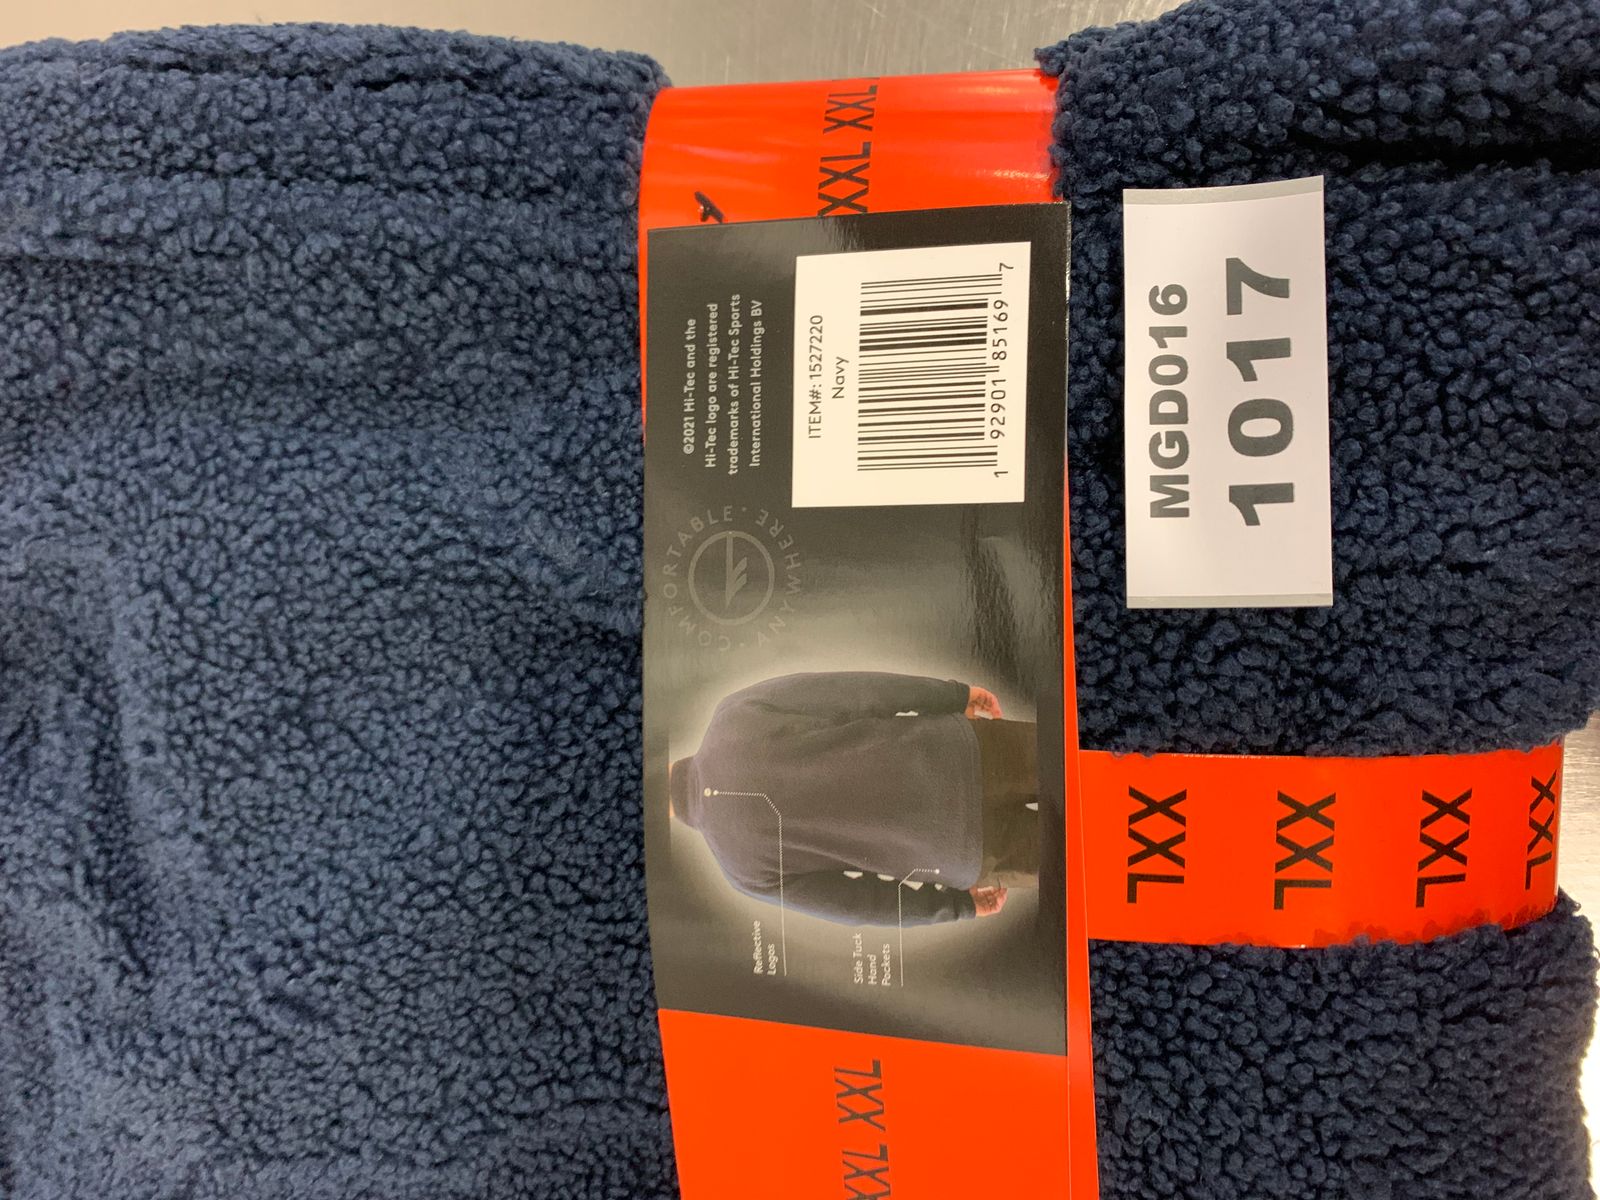 XXL XXL
©2021 Hi-Tec and the
Hi-Tec logo are registered
trademarks of Hi-Tec Sports
International Holdings BV
ITEM#: 1527220
Navy
1 92901 85169 7
COMFORTABLE • ANYWHERE •
Reflective
Logos
Side Tuck
Hand
Pockets
MGD016
1017
XXL
XXL
XXL
XXL
XXL XXL